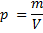 p = m/V